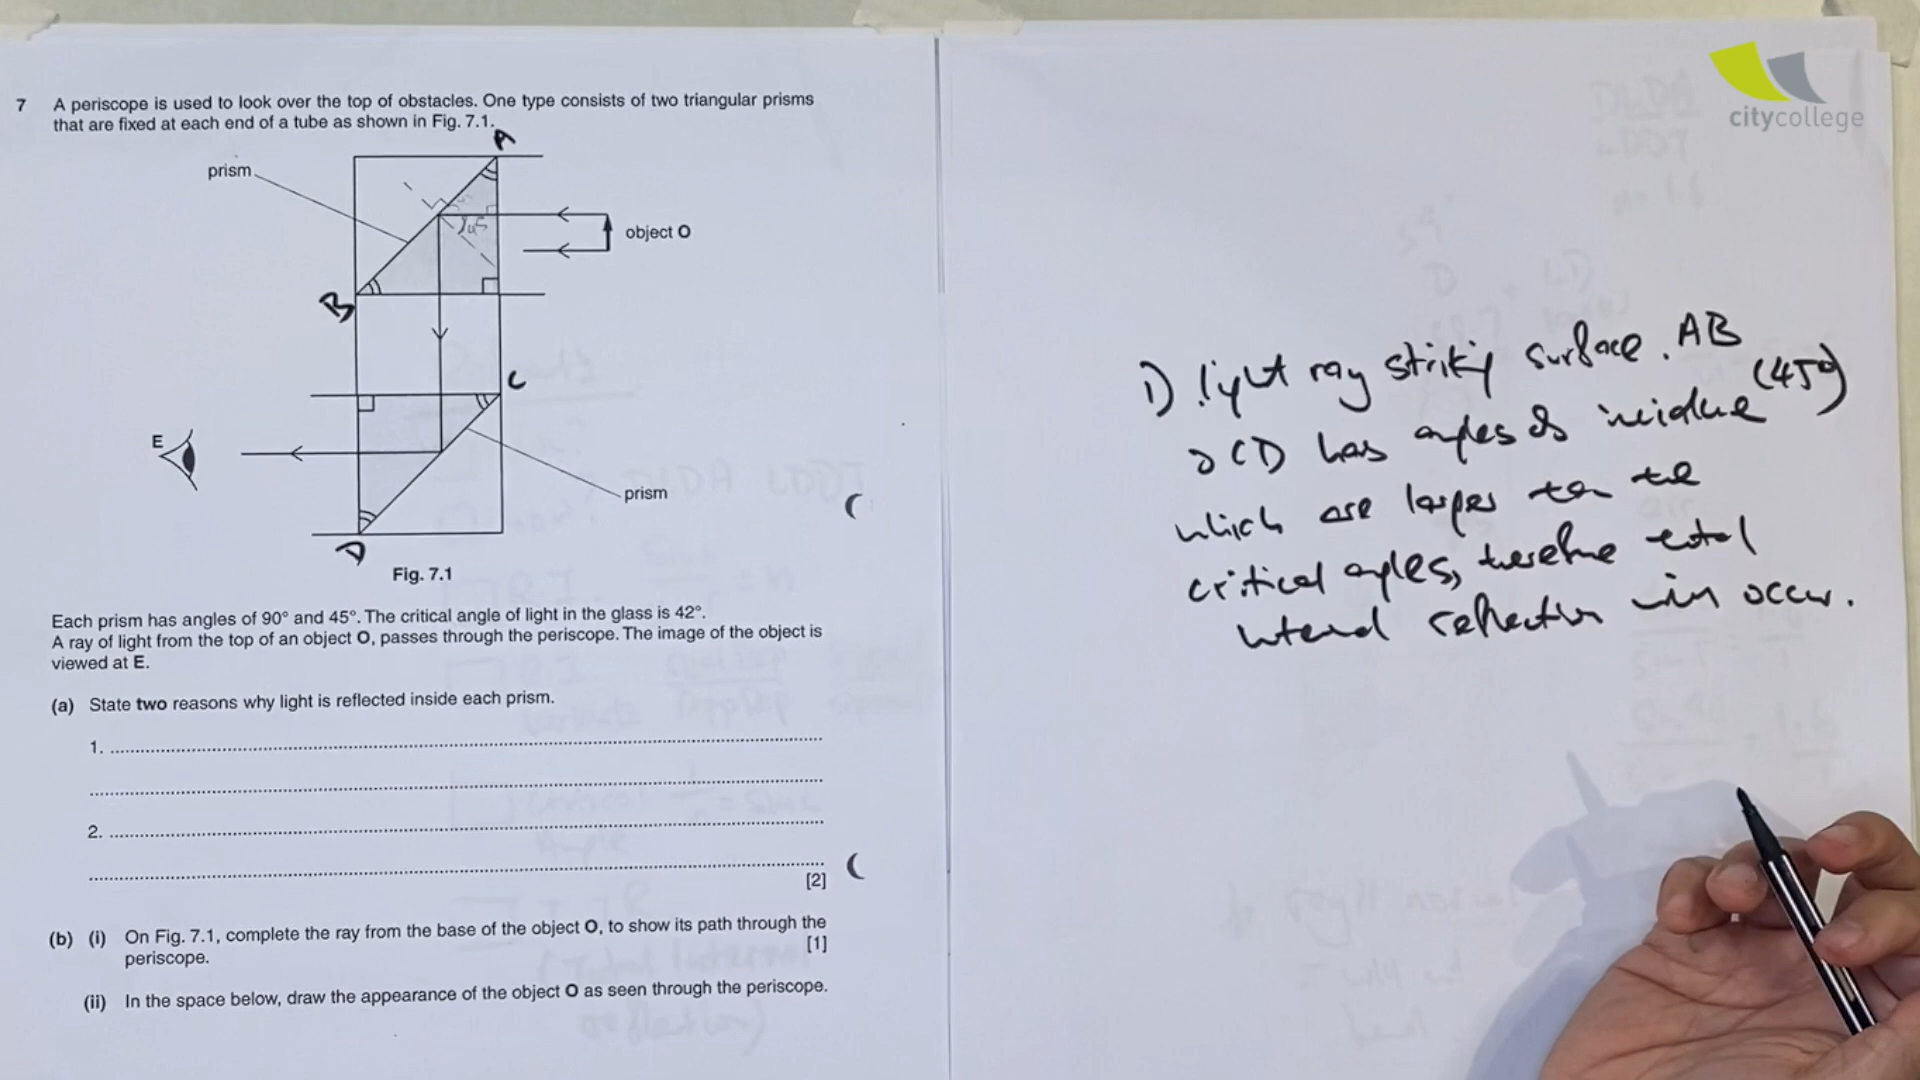 citycollege
7 A periscope is used to look over the top of obstacles. One type consists of two triangular prisms
that are fixed at each end of a tube as shown in Fig. 7.1.
A
prism
45
object O
B
C
E
prism
D
Fig. 7.1
Each prism has angles of 90° and 45°. The critical angle of light in the glass is 42°.
A ray of light from the top of an object O, passes through the periscope. The image of the object is
viewed at E.
(a) State two reasons why light is reflected inside each prism.
1. ....................
....................
2. ....................
....................
[2]
(b) (i) On Fig. 7.1, complete the ray from the base of the object O, to show its path through the
periscope. [1]
(ii) In the space below, draw the appearance of the object O as seen through the periscope.
1) light ray striking surface AB
CD has angles of incidence (45°)
which are larger than the
critical angles, therefore total
internal reflection will occur.